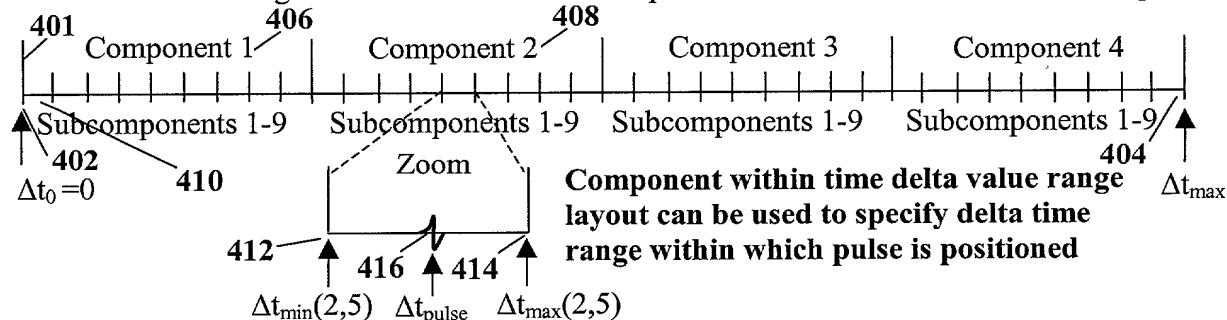 401 406 408
Component 1 Component 2 Component 3 Component 4
Subcomponents 1-9 Subcomponents 1-9 Subcomponents 1-9 Subcomponents 1-9
402 410 Zoom 404
Δt₀ =0 Δtmax
Component within time delta value range
layout can be used to specify delta time
range within which pulse is positioned
412 416 414
Δtmin(2,5) Δtpulse Δtmax(2,5)